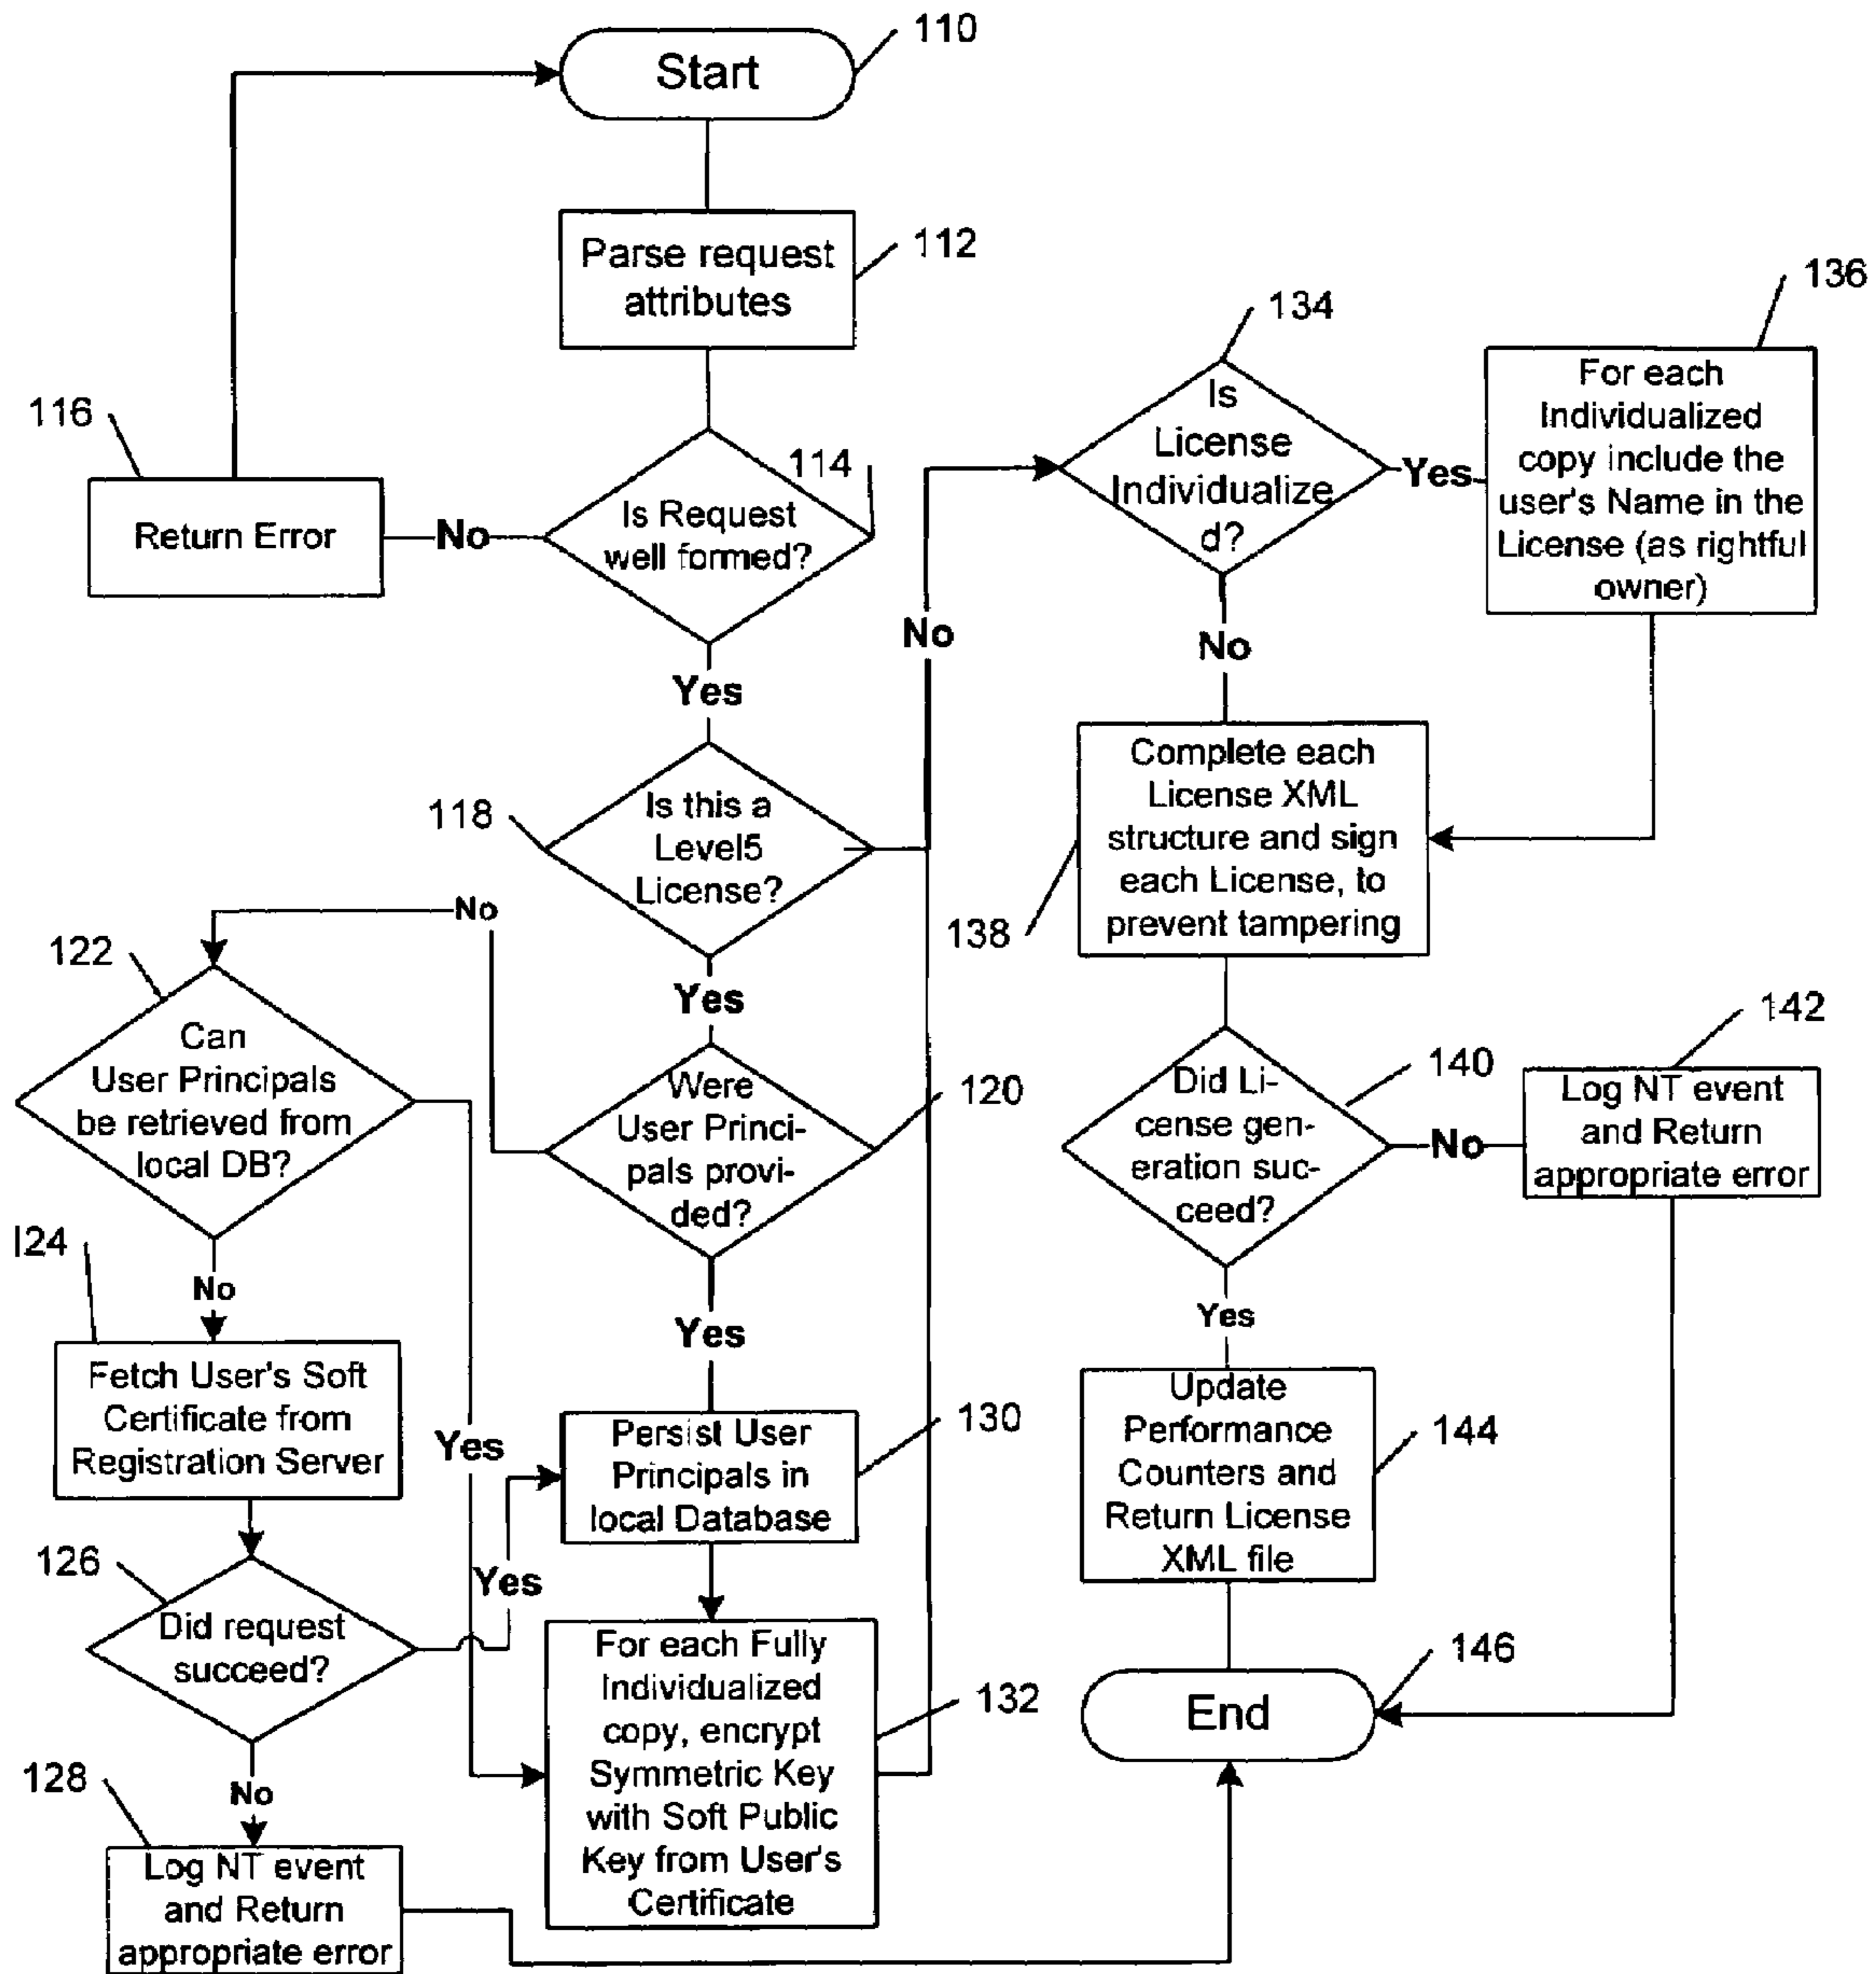 110
Start
112
Parse request
attributes
114
Is Request
well formed?
116
Return Error
No
Yes
118
Is this a
Level5
License?
No
Yes
120
Were
User Princi-
pals provi-
ded?
No
122
Can
User Principals
be retrieved from
local DB?
No
Yes
I24
Fetch User's Soft
Certificate from
Registration Server
126
Did request
succeed?
Yes
No
128
Log NT event
and Return
appropriate error
Yes
130
Persist User
Principals in
local Database
132
For each Fully
Individualized
copy, encrypt
Symmetric Key
with Soft Public
Key from User's
Certificate
134
Is
License
Individualize
d?
Yes
136
For each
Individualized
copy include the
user's Name in the
License (as rightful
owner)
No
138
Complete each
License XML
structure and sign
each License, to
prevent tampering
140
Did Li-
cense gen-
eration suc-
ceed?
No
142
Log NT event
and Return
appropriate error
Yes
144
Update
Performance
Counters and
Return License
XML file
146
End